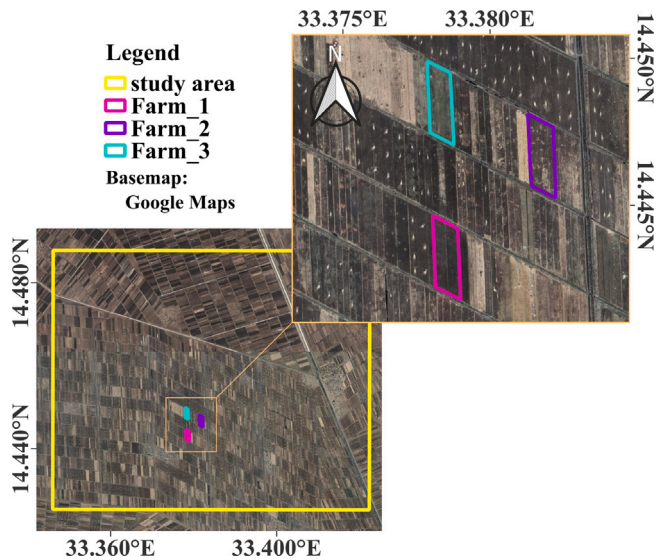 33.375°E 33.380°E
14.450°N
14.445°N
N
Legend
study area
Farm_1
Farm_2
Farm_3
Basemap:
Google Maps
14.480°N
14.440°N
33.360°E 33.400°E